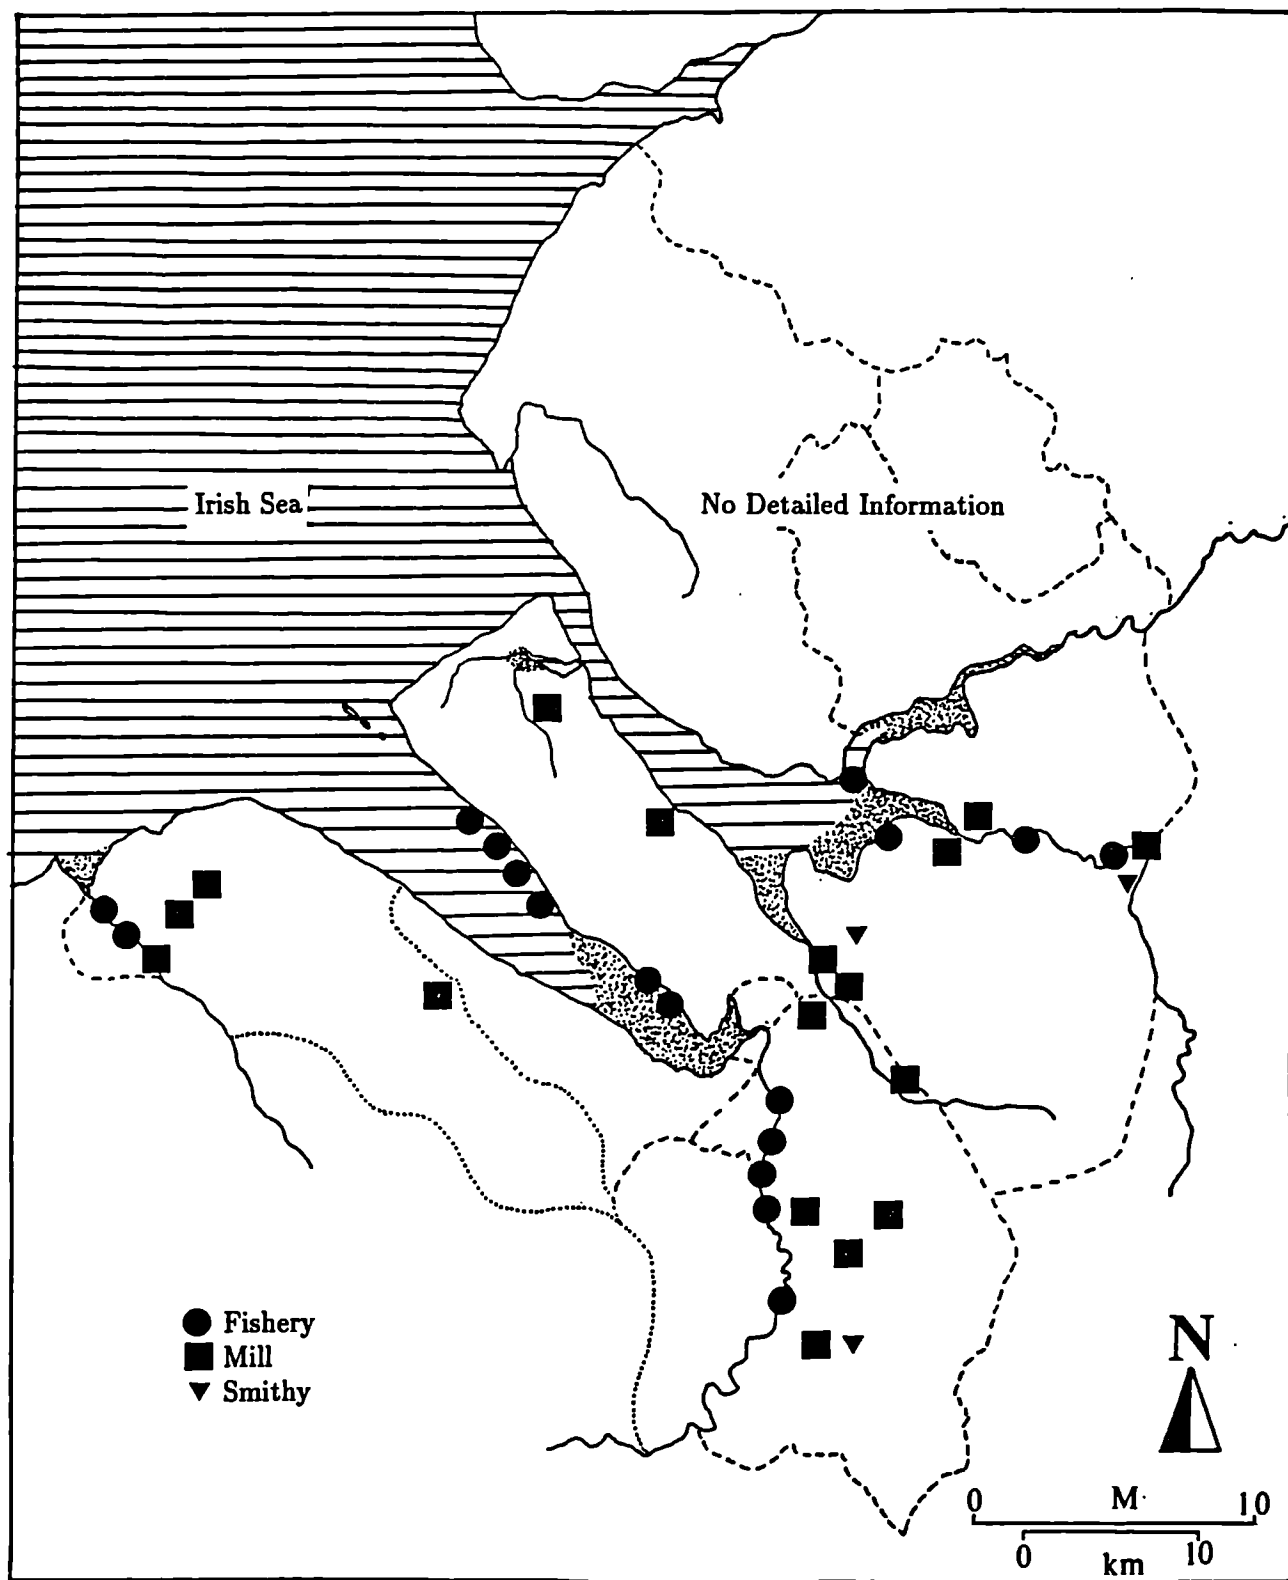 Irish Sea
No Detailed Information
Fishery
Mill
Smithy
N
0 M· 10
0 km 10